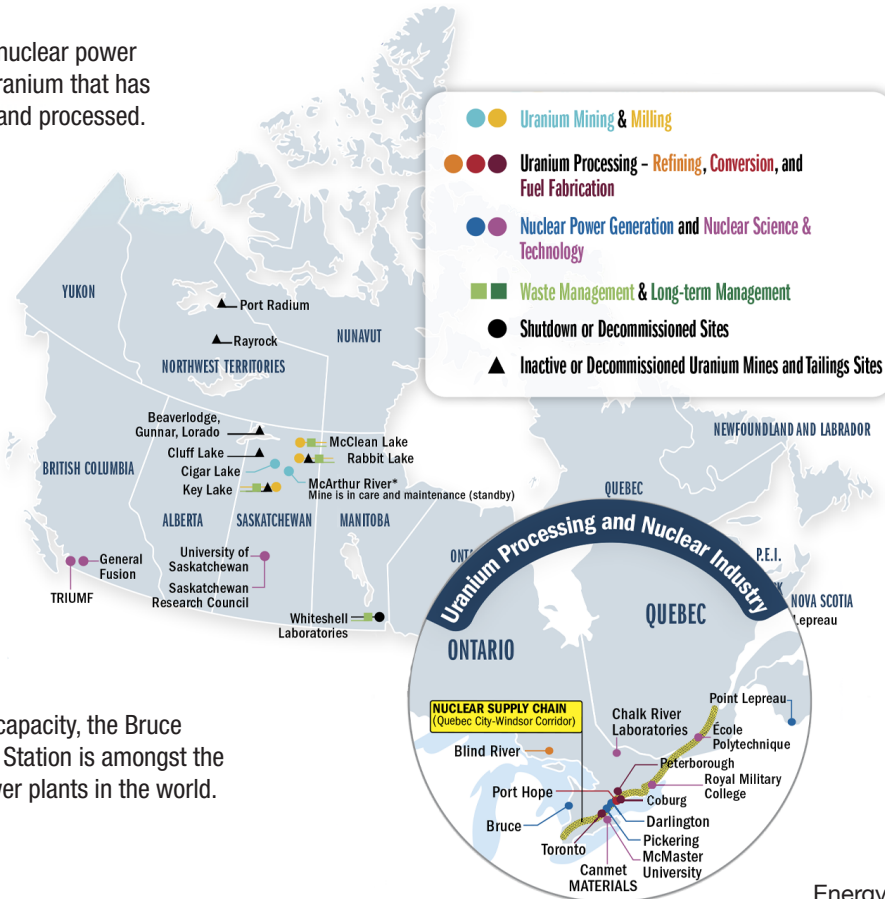 nuclear power
ranium that has
and processed.
Uranium Mining & Milling
Uranium Processing – Refining, Conversion, and
Fuel Fabrication
Nuclear Power Generation and Nuclear Science &
Technology
Waste Management & Long-term Management
Shutdown or Decommissioned Sites
Inactive or Decommissioned Uranium Mines and Tailings Sites
YUKON
Port Radium
Rayrock
NUNAVUT
NORTHWEST TERRITORIES
Beaverlodge,
Gunnar, Lorado
McClean Lake
Cluff Lake
Rabbit Lake
Cigar Lake
McArthur River*
Mine is in care and maintenance (standby)
Key Lake
BRITISH COLUMBIA
ALBERTA
SASKATCHEWAN
MANITOBA
NEWFOUNDLAND AND LABRADOR
QUEBEC
ONTA
P.E.I.
K
NOVA SCOTIA
Lepreau
General
Fusion
TRIUMF
University of
Saskatchewan
Saskatchewan
Research Council
Whiteshell
Laboratories
Uranium Processing and Nuclear Industry
ONTARIO
QUEBEC
NUCLEAR SUPPLY CHAIN
(Quebec City-Windsor Corridor)
Point Lepreau
Chalk River
Laboratories
École
Polytechnique
Blind River
Peterborough
Royal Military
College
Port Hope
Coburg
Bruce
Darlington
Toronto
Pickering
McMaster
University
Canmet
MATERIALS
capacity, the Bruce
Station is amongst the
ver plants in the world.
Energy